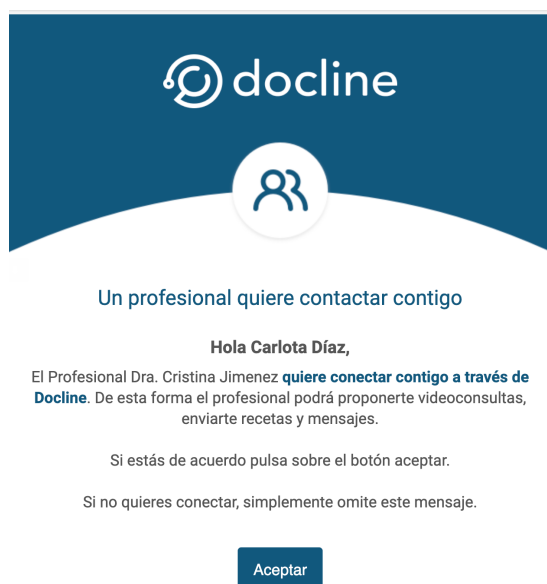 docline
Un profesional quiere contactar contigo
Hola Carlota Díaz,
El Profesional Dra. Cristina Jimenez quiere conectar contigo a través de
Docline. De esta forma el profesional podrá proponerte videoconsultas,
enviarte recetas y mensajes.
Si estás de acuerdo pulsa sobre el botón aceptar.
Si no quieres conectar, simplemente omite este mensaje.
Aceptar